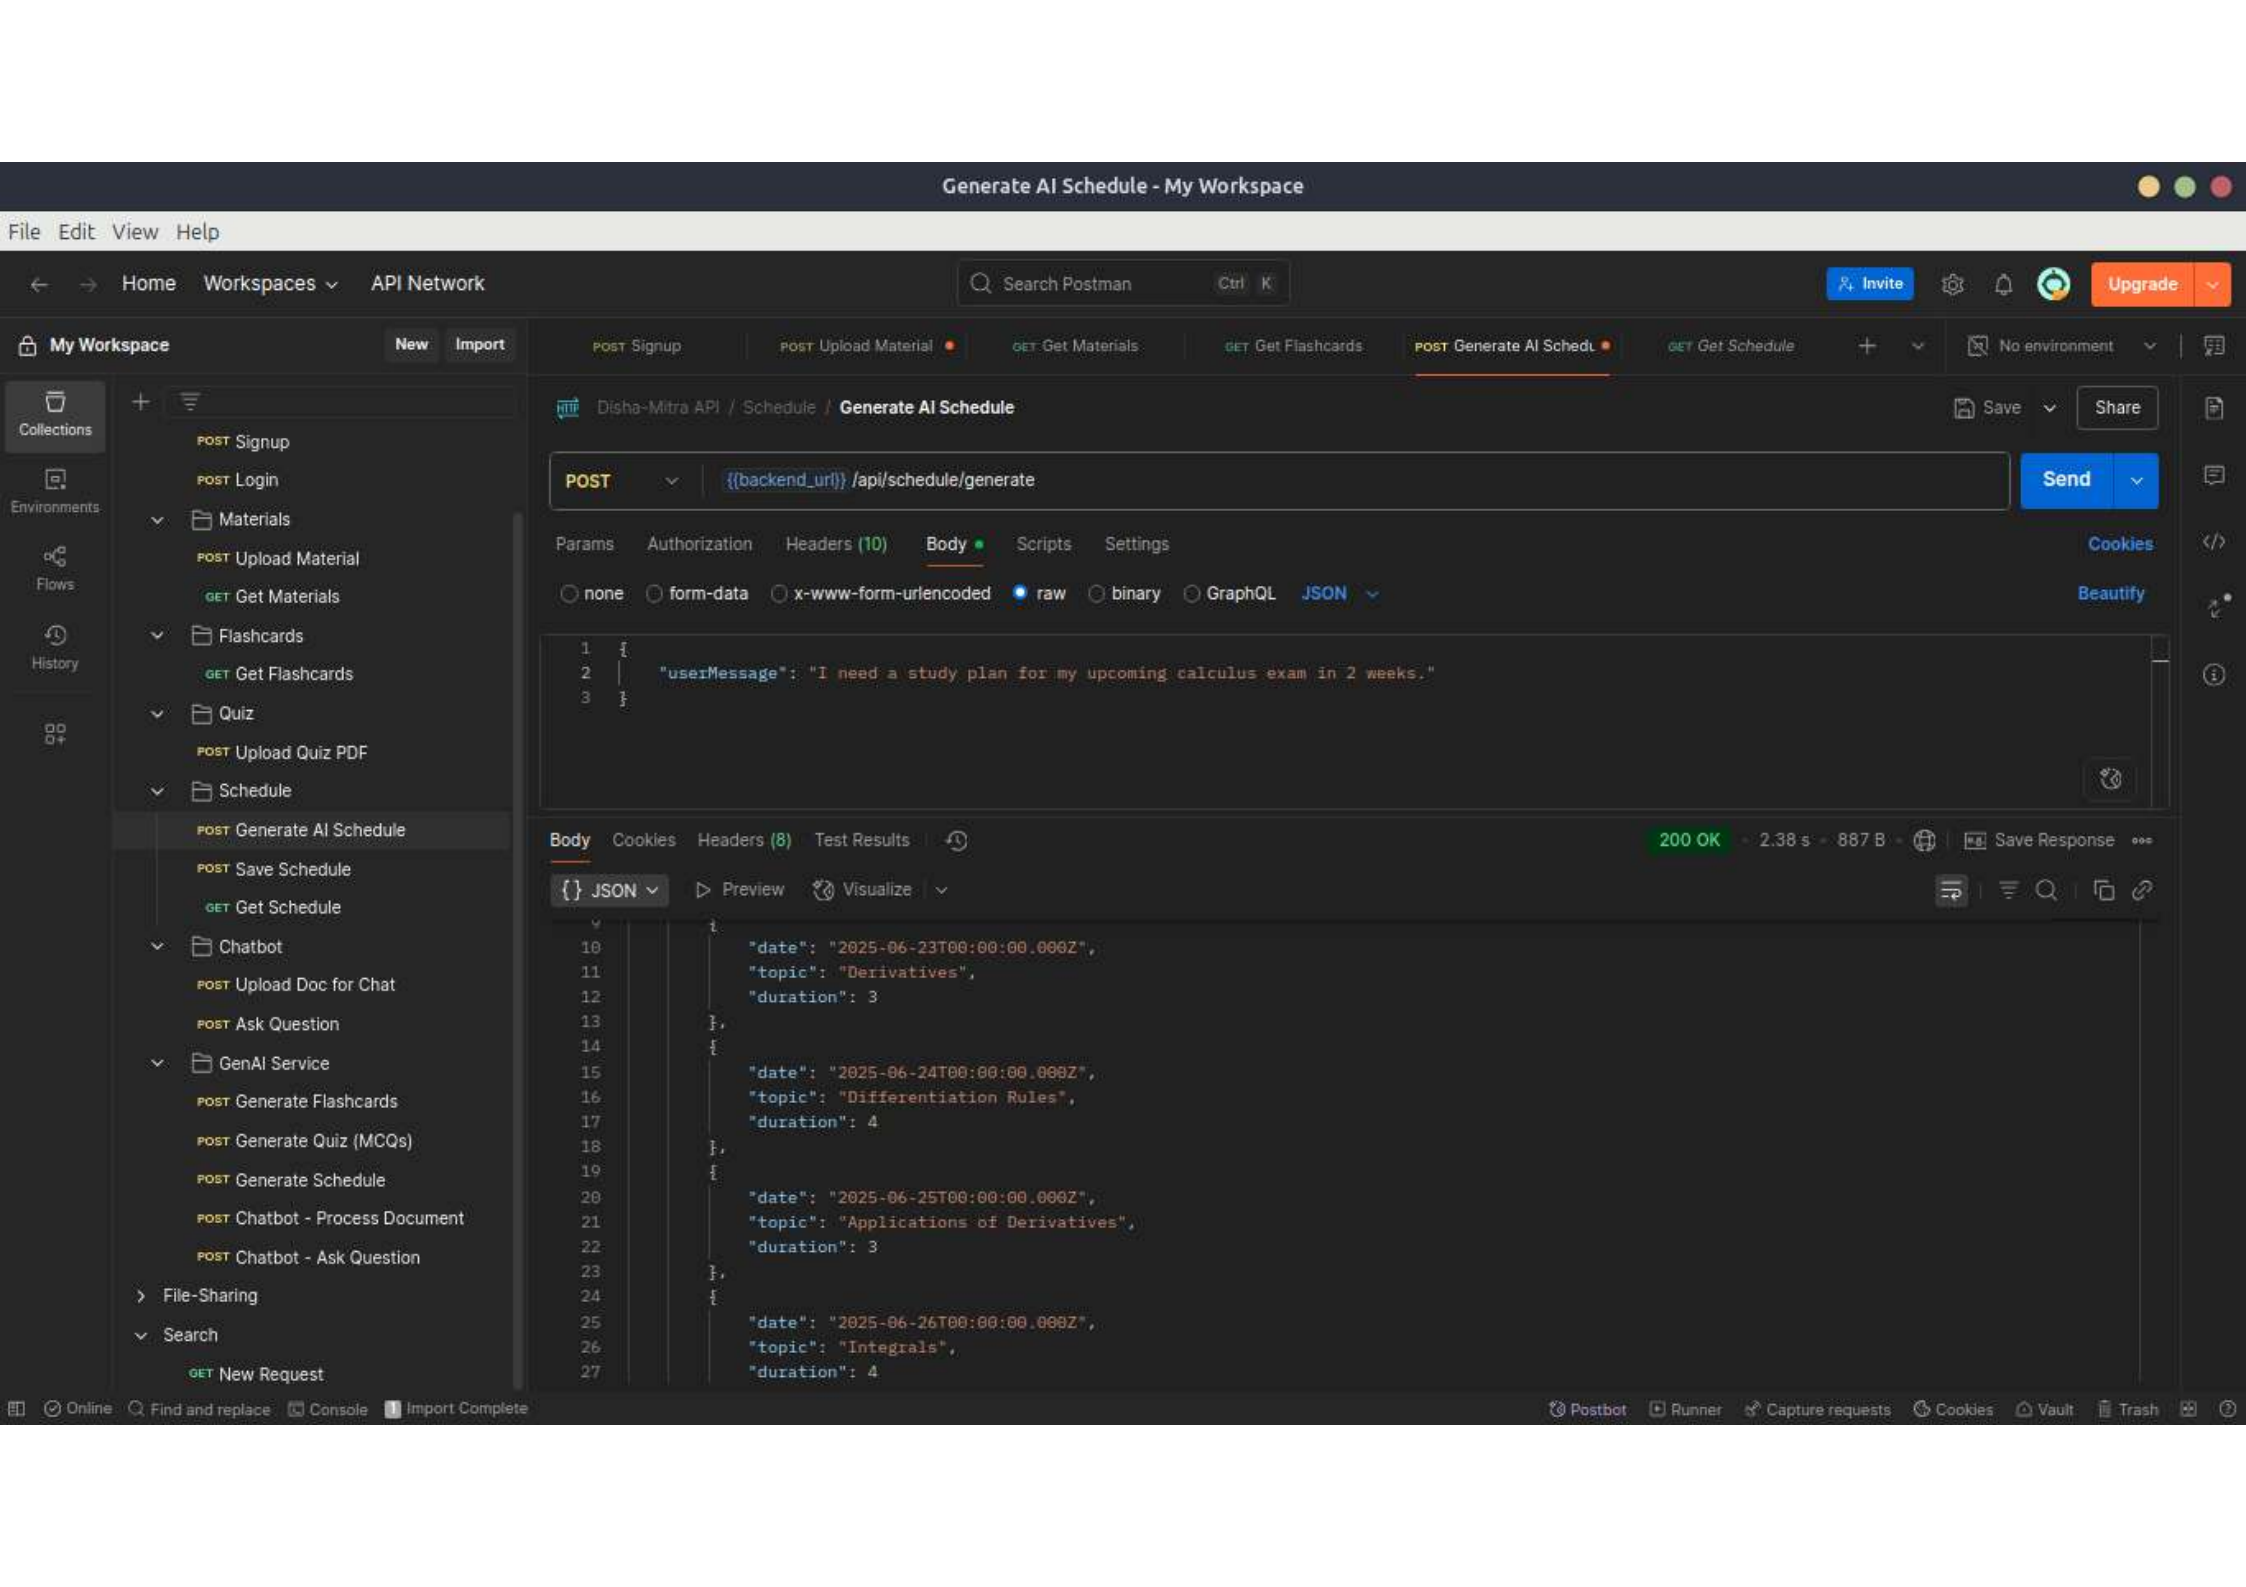 Generate AI Schedule - My Workspace
File Edit View Help
Home Workspaces API Network
Search Postman Ctrl K
Invite
Upgrade
My Workspace
New Import
POST Signup
POST Upload Material
GET Get Materials
GET Get Flashcards
POST Generate AI Schedu
GET Get Schedule
No environment
Collections
Environments
Flows
History
POST Signup
POST Login
Materials
POST Upload Material
GET Get Materials
Flashcards
GET Get Flashcards
Quiz
POST Upload Quiz PDF
Schedule
POST Generate AI Schedule
POST Save Schedule
GET Get Schedule
Chatbot
POST Upload Doc for Chat
POST Ask Question
GenAI Service
POST Generate Flashcards
POST Generate Quiz (MCQs)
POST Generate Schedule
POST Chatbot - Process Document
POST Chatbot - Ask Question
File-Sharing
Search
GET New Request
HTTP Disha-Mitra API / Schedule / Generate AI Schedule
Save Share
POST {{backend_url}} /api/schedule/generate
Send
Params Authorization Headers (10) Body Scripts Settings
Cookies
none form-data x-www-form-urlencoded raw binary GraphQL JSON
Beautify
1 {
2 "userMessage": "I need a study plan for my upcoming calculus exam in 2 weeks."
3 }
Body Cookies Headers (8) Test Results
200 OK 2.38 s 887 B Save Response
{} JSON Preview Visualize
9 {
10 "date": "2025-06-23T00:00:00.000Z",
11 "topic": "Derivatives",
12 "duration": 3
13 },
14 {
15 "date": "2025-06-24T00:00:00.000Z",
16 "topic": "Differentiation Rules",
17 "duration": 4
18 },
19 {
20 "date": "2025-06-25T00:00:00.000Z",
21 "topic": "Applications of Derivatives",
22 "duration": 3
23 },
24 {
25 "date": "2025-06-26T00:00:00.000Z",
26 "topic": "Integrals",
27 "duration": 4
Online Find and replace Console 1 Import Complete
Postbot Runner Capture requests Cookies Vault Trash